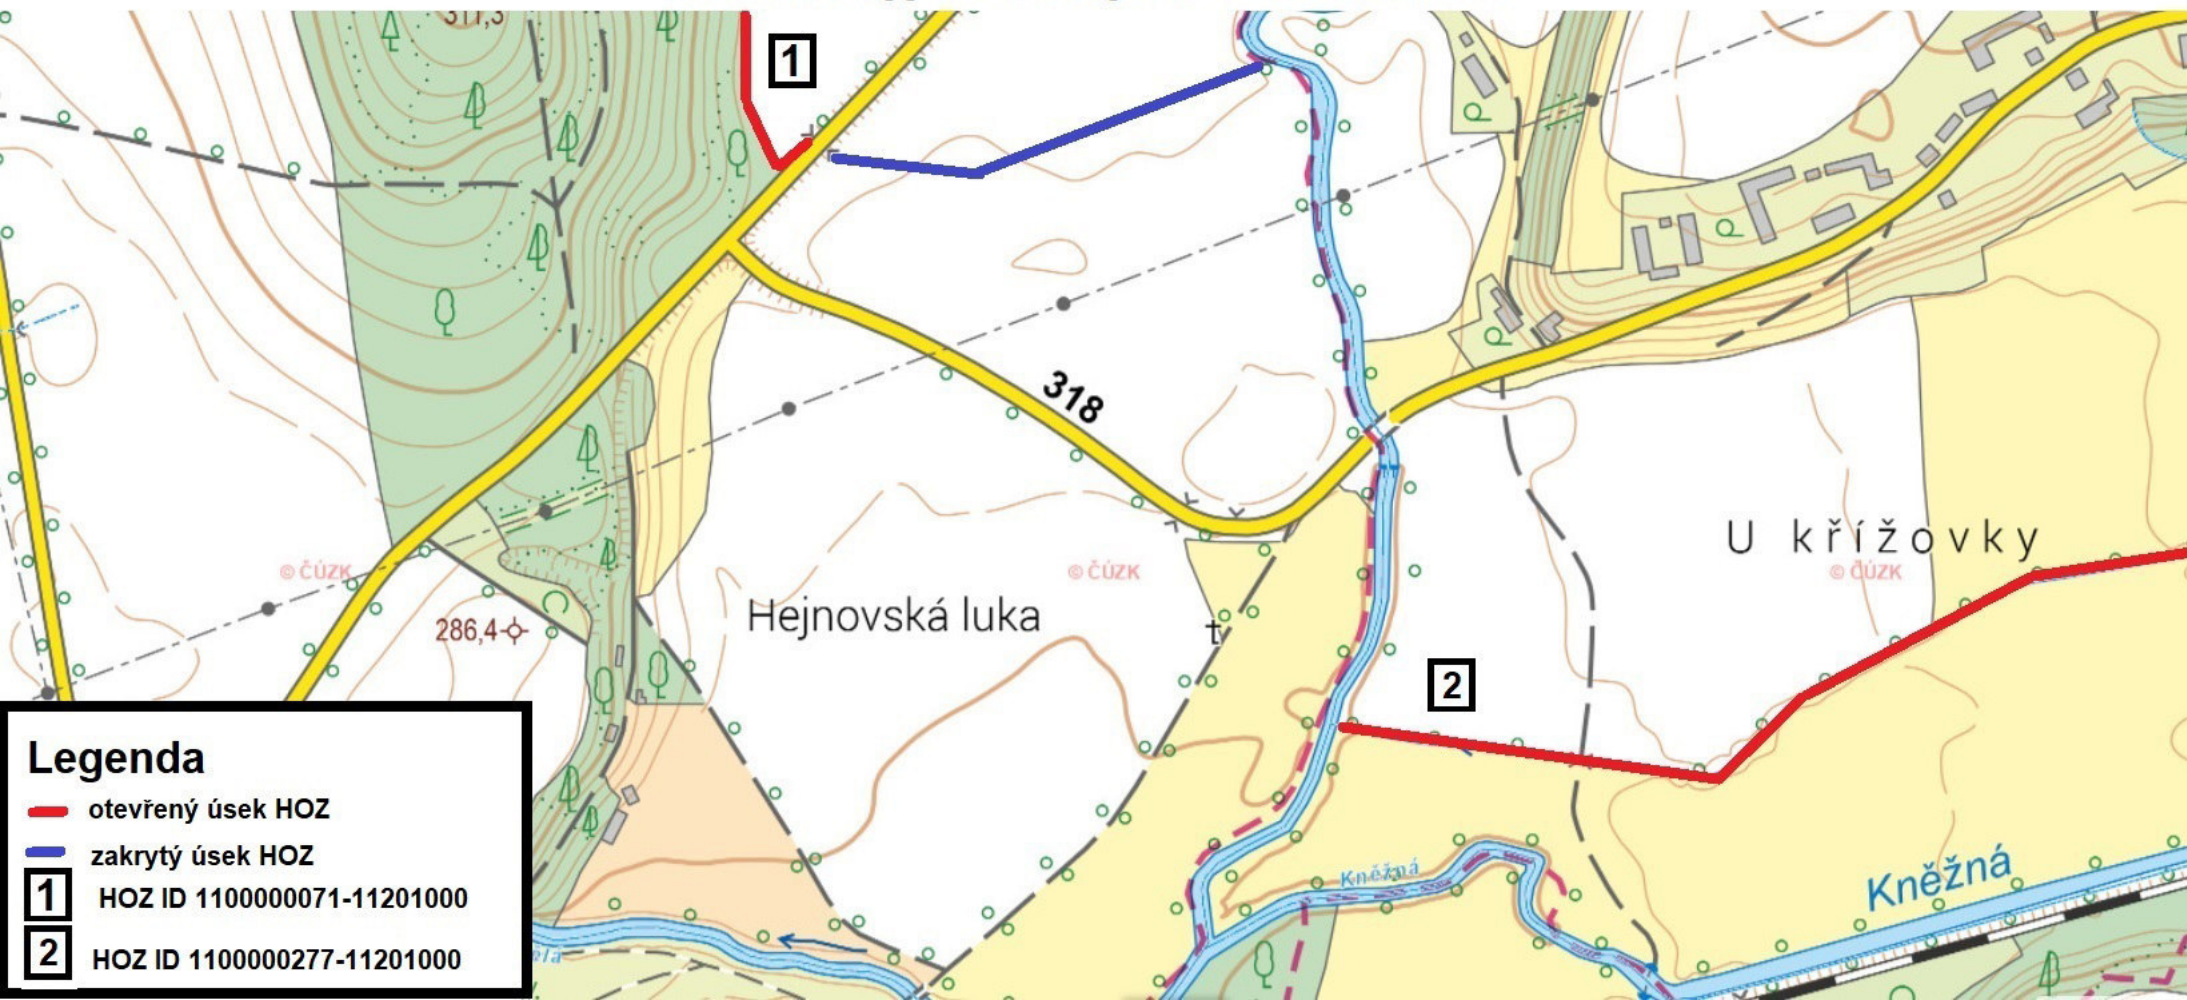 311,3
1
318
U křížovky
© ČÚZK
© ČÚZK
© ČÚZK
Hejnovská luka
286,4
2
Kněžná
Kněžná
Legenda
otevřený úsek HOZ
zakrytý úsek HOZ
1 HOZ ID 1100000071-11201000
2 HOZ ID 1100000277-11201000
elá